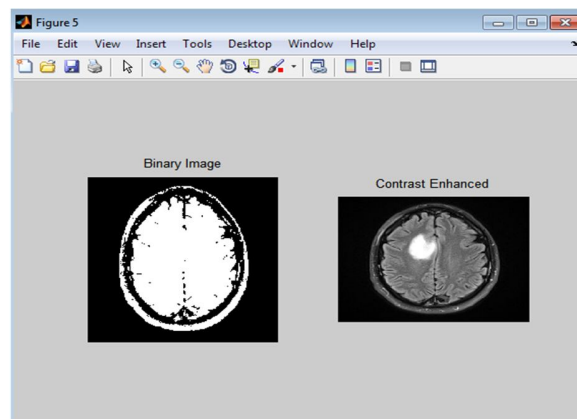 Figure 5
File Edit View Insert Tools Desktop Window Help
Binary Image
Contrast Enhanced